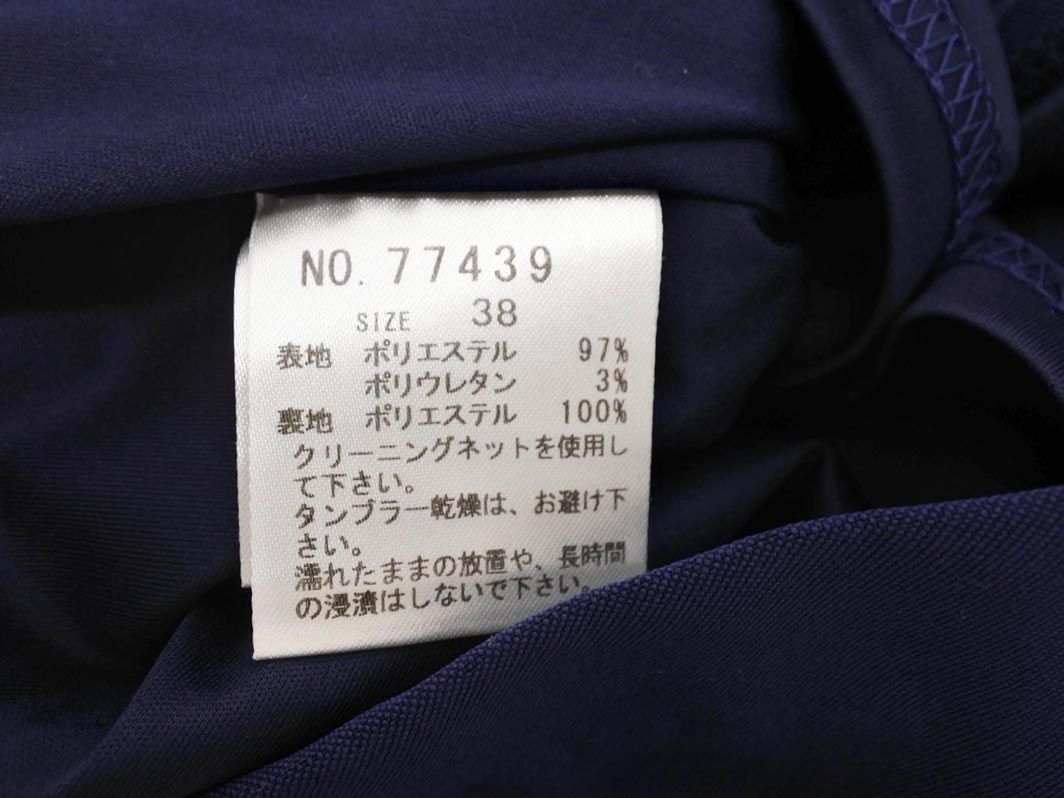 NO. 77439
SIZE 38
表地 ポリエステル 97%
ポリウレタン 3%
裏地 ポリエステル 100%
クリーニングネットを使用し
て下さい。
タンブラー乾燥は、お避け下
さい。
濡れたままの放置や、長時間
の浸漬はしないで下さい。